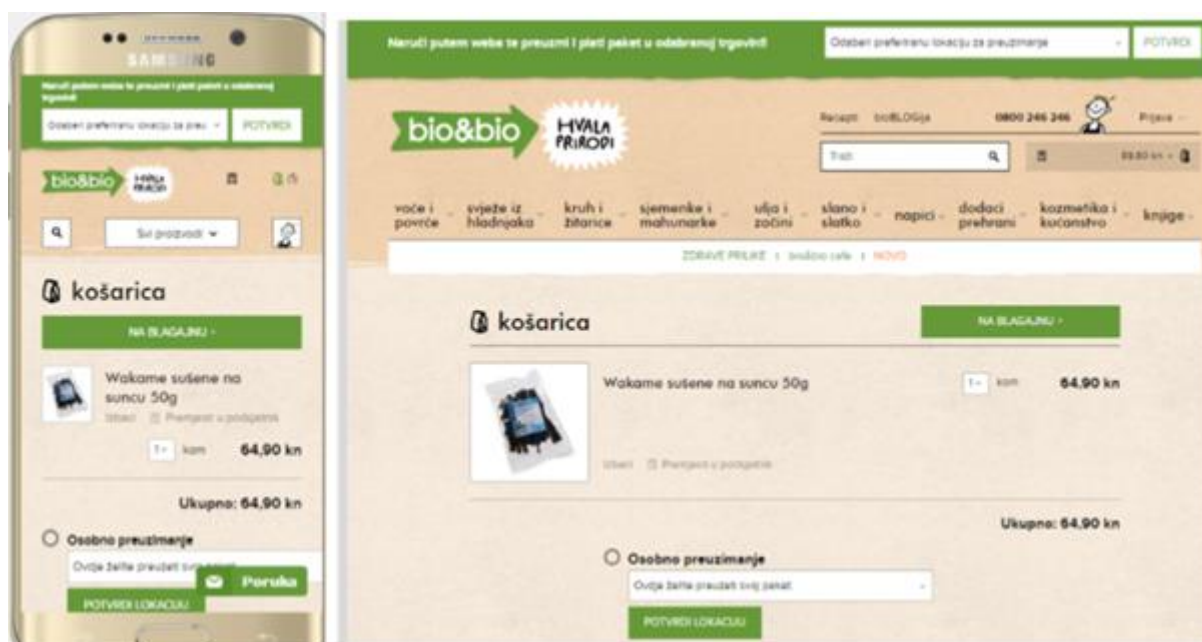 SAMSUNG
Naruči putem weba te preuzmi i plati paket u odabranoj
trgovini!
Odaberi preferiranu lokaciju za preu
POTVRDI
bio&bio
HVALA
PRIRODI
Svi proizvodi
košarica
NA BLAGAJNU ›
Wakame sušene na
suncu 50g
Izbaci Premjesti u podsjetnik
1 kom 64,90 kn
Ukupno: 64,90 kn
Osobno preuzimanje
Ovdje želite preuzeti svoj paket
Poruka
POTVRDI LOKACIJU
Naruči putem weba te preuzmi i plati paket u odabranoj trgovini!
Odaberi preferiranu lokaciju za preuzimanje
POTVRDI
bio&bio
HVALA
PRIRODI
Recepti bioBLOGija 0800 246 246 Prijava
Traži
voće i povrće
svježe iz hladnjaka
kruh i žitarice
sjemenke i mahunarke
ulja i začini
slano i slatko
napici
dodaci prehrani
kozmetika i kućanstvo
knjige
ZDRAVE PRILIKE | bio&bio cafe | NOVO
košarica
NA BLAGAJNU ›
Wakame sušene na suncu 50g 1 kom 64,90 kn
Izbaci Premjesti u podsjetnik
Ukupno: 64,90 kn
Osobno preuzimanje
Ovdje želite preuzeti svoj paket
POTVRDI LOKACIJU